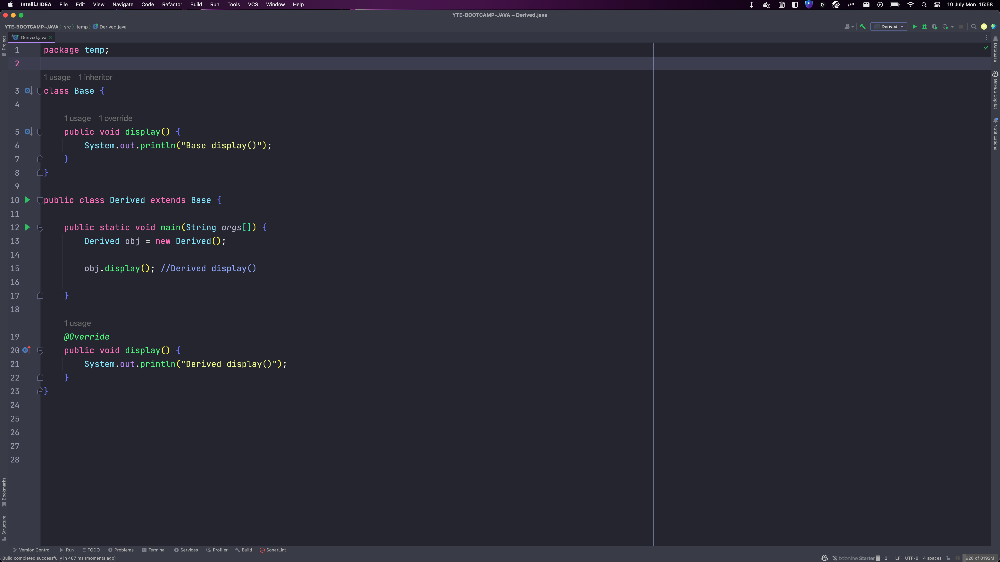 IntelliJ IDEA File Edit View Navigate Code Refactor Build Run Tools VCS Window Help 10 July Mon 15:58
YTE-BOOTCAMP-JAVA – Derived.java
YTE-BOOTCAMP-JAVA src temp Derived.java Derived
Derived.java
Project
1 package temp;
2
1 usage 1 inheritor
3 class Base {
4
1 usage 1 override
5 public void display() {
6 System.out.println("Base display()");
7 }
8 }
9
10 public class Derived extends Base {
11
12 public static void main(String args[]) {
13 Derived obj = new Derived();
14
15 obj.display(); //Derived display()
16
17 }
18
1 usage
19 @Override
20 public void display() {
21 System.out.println("Derived display()");
22 }
23 }
24
25
26
27
28
Database
GitHub Copilot
Notifications
Bookmarks
Structure
Version Control Run TODO Problems Terminal Services Profiler Build SonarLint
Build completed successfully in 487 ms (moments ago) tabnine Starter 2:1 LF UTF-8 4 spaces 926 of 8192M